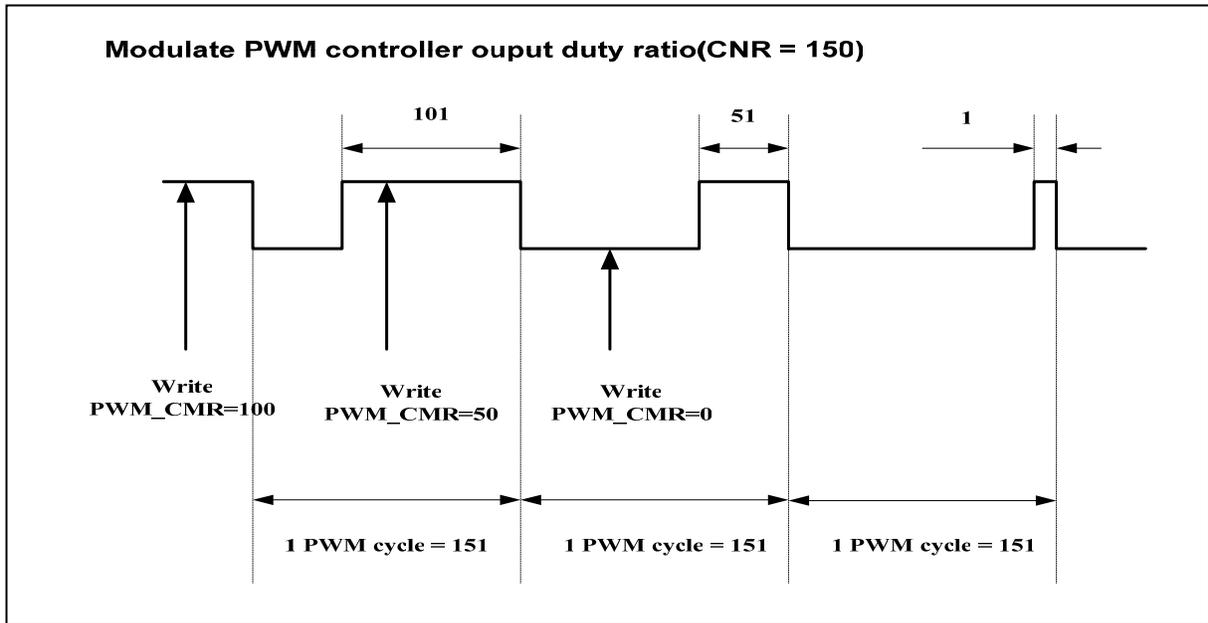 Modulate PWM controller ouput duty ratio(CNR = 150)
101
51
1
Write
PWM_CMR=100
Write
PWM_CMR=50
Write
PWM_CMR=0
1 PWM cycle = 151
1 PWM cycle = 151
1 PWM cycle = 151